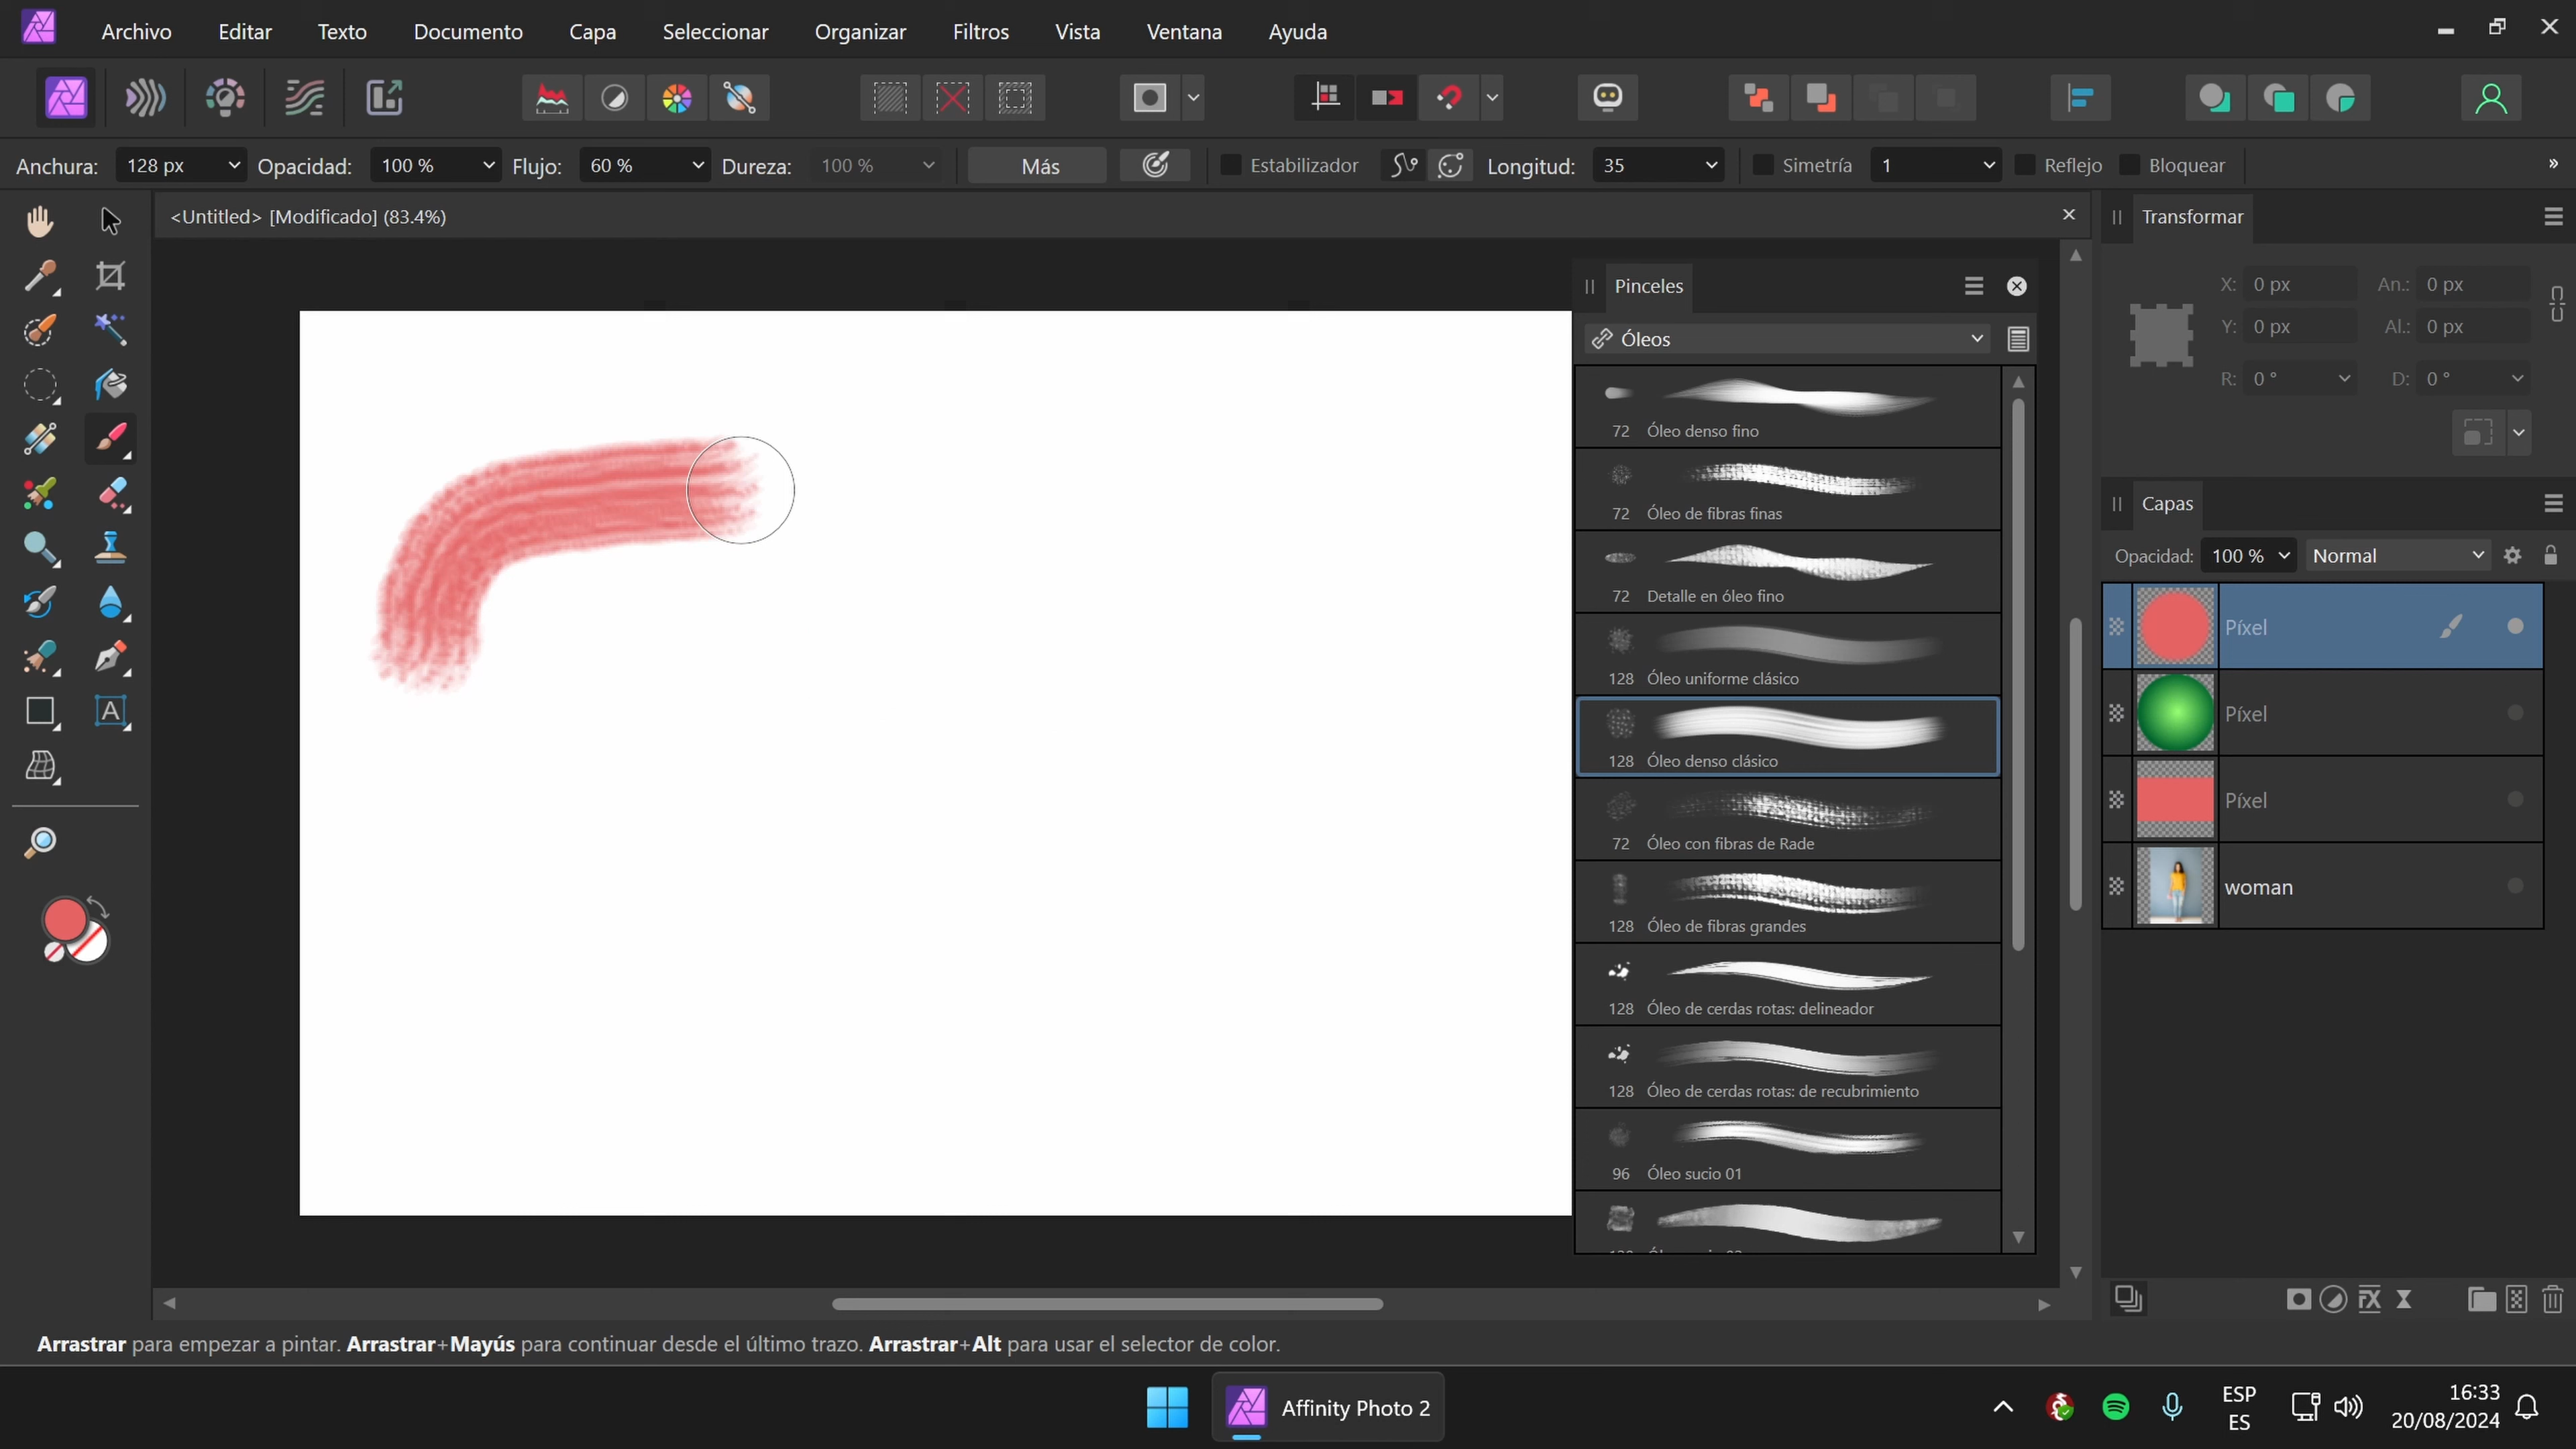 Archivo Editar Texto Documento Capa Seleccionar Organizar Filtros Vista Ventana Ayuda
Anchura: 128 px Opacidad: 100 % Flujo: 60 % Dureza: 100 % Más Estabilizador Longitud: 35 Simetría 1 Reflejo Bloquear »
<Untitled> [Modificado] (83.4%)
Pinceles
Óleos
72 Óleo denso fino
72 Óleo de fibras finas
72 Detalle en óleo fino
128 Óleo uniforme clásico
128 Óleo denso clásico
72 Óleo con fibras de Rade
128 Óleo de fibras grandes
128 Óleo de cerdas rotas: delineador
128 Óleo de cerdas rotas: de recubrimiento
96 Óleo sucio 01
Transformar
X: 0 px An.: 0 px
Y: 0 px Al.: 0 px
R: 0 ° D: 0 °
Capas
Opacidad: 100 % Normal
Píxel
Píxel
Píxel
woman
Arrastrar para empezar a pintar. Arrastrar+Mayús para continuar desde el último trazo. Arrastrar+Alt para usar el selector de color.
Affinity Photo 2
ESP
ES
16:33
20/08/2024